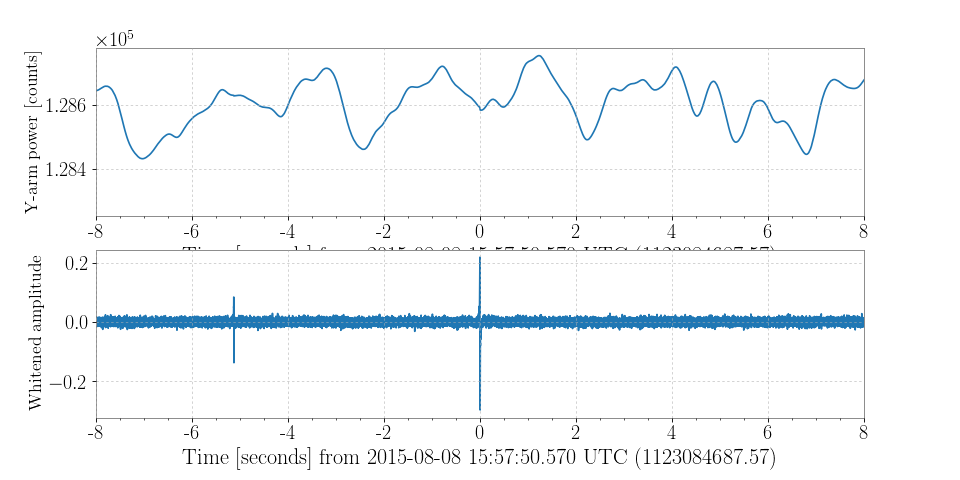 ×10⁵
Y-arm power [counts]
1.286
1.284
-8 -6 -4 -2 0 2 4 6 8
Whitened amplitude
0.2
0.0
−0.2
-8 -6 -4 -2 0 2 4 6 8
Time [seconds] from 2015-08-08 15:57:50.570 UTC (1123084687.57)